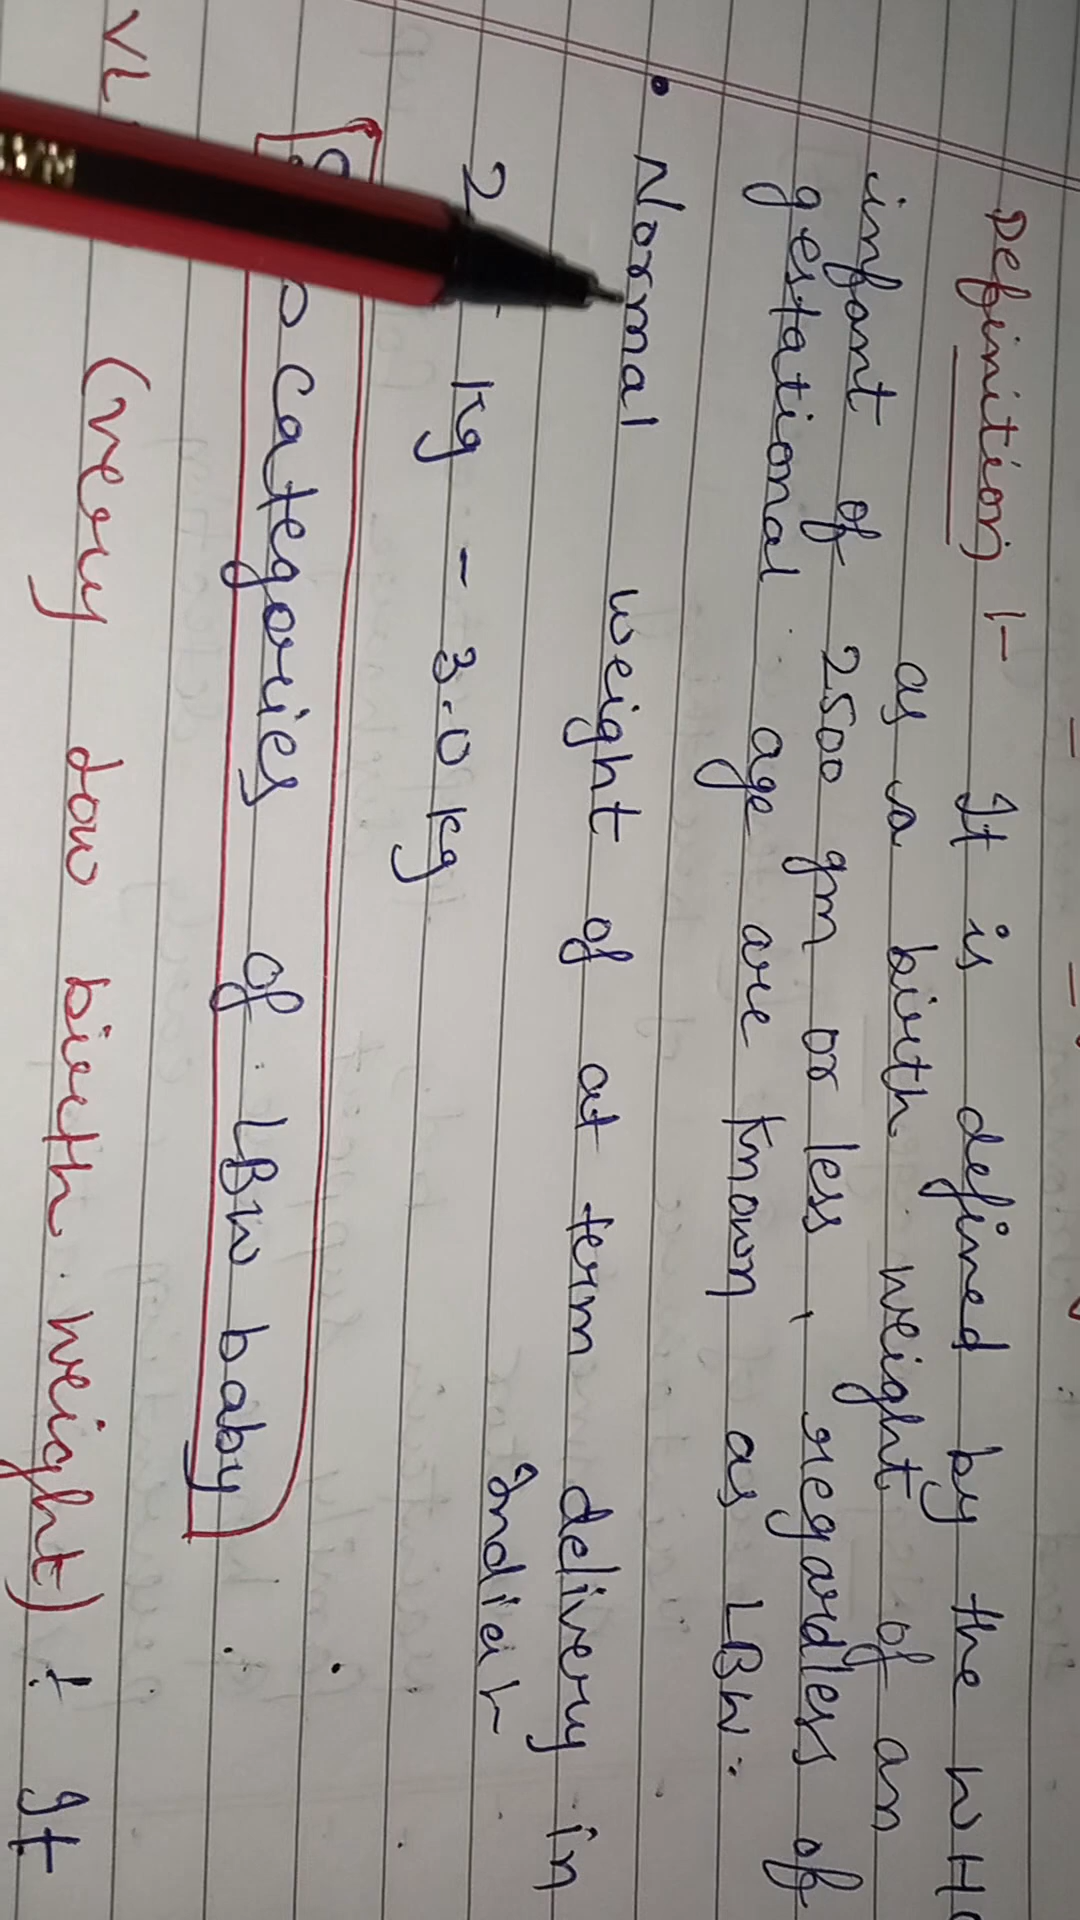 Definition :- It is defined by the WHO
as a birth weight of an
infant of 2500 gm or less, regardless of
gestational age are known as LBW.
• Normal weight of at term delivery in
India
2 kg - 3.0 kg
categories of LBW baby
(very low birth weight) : It